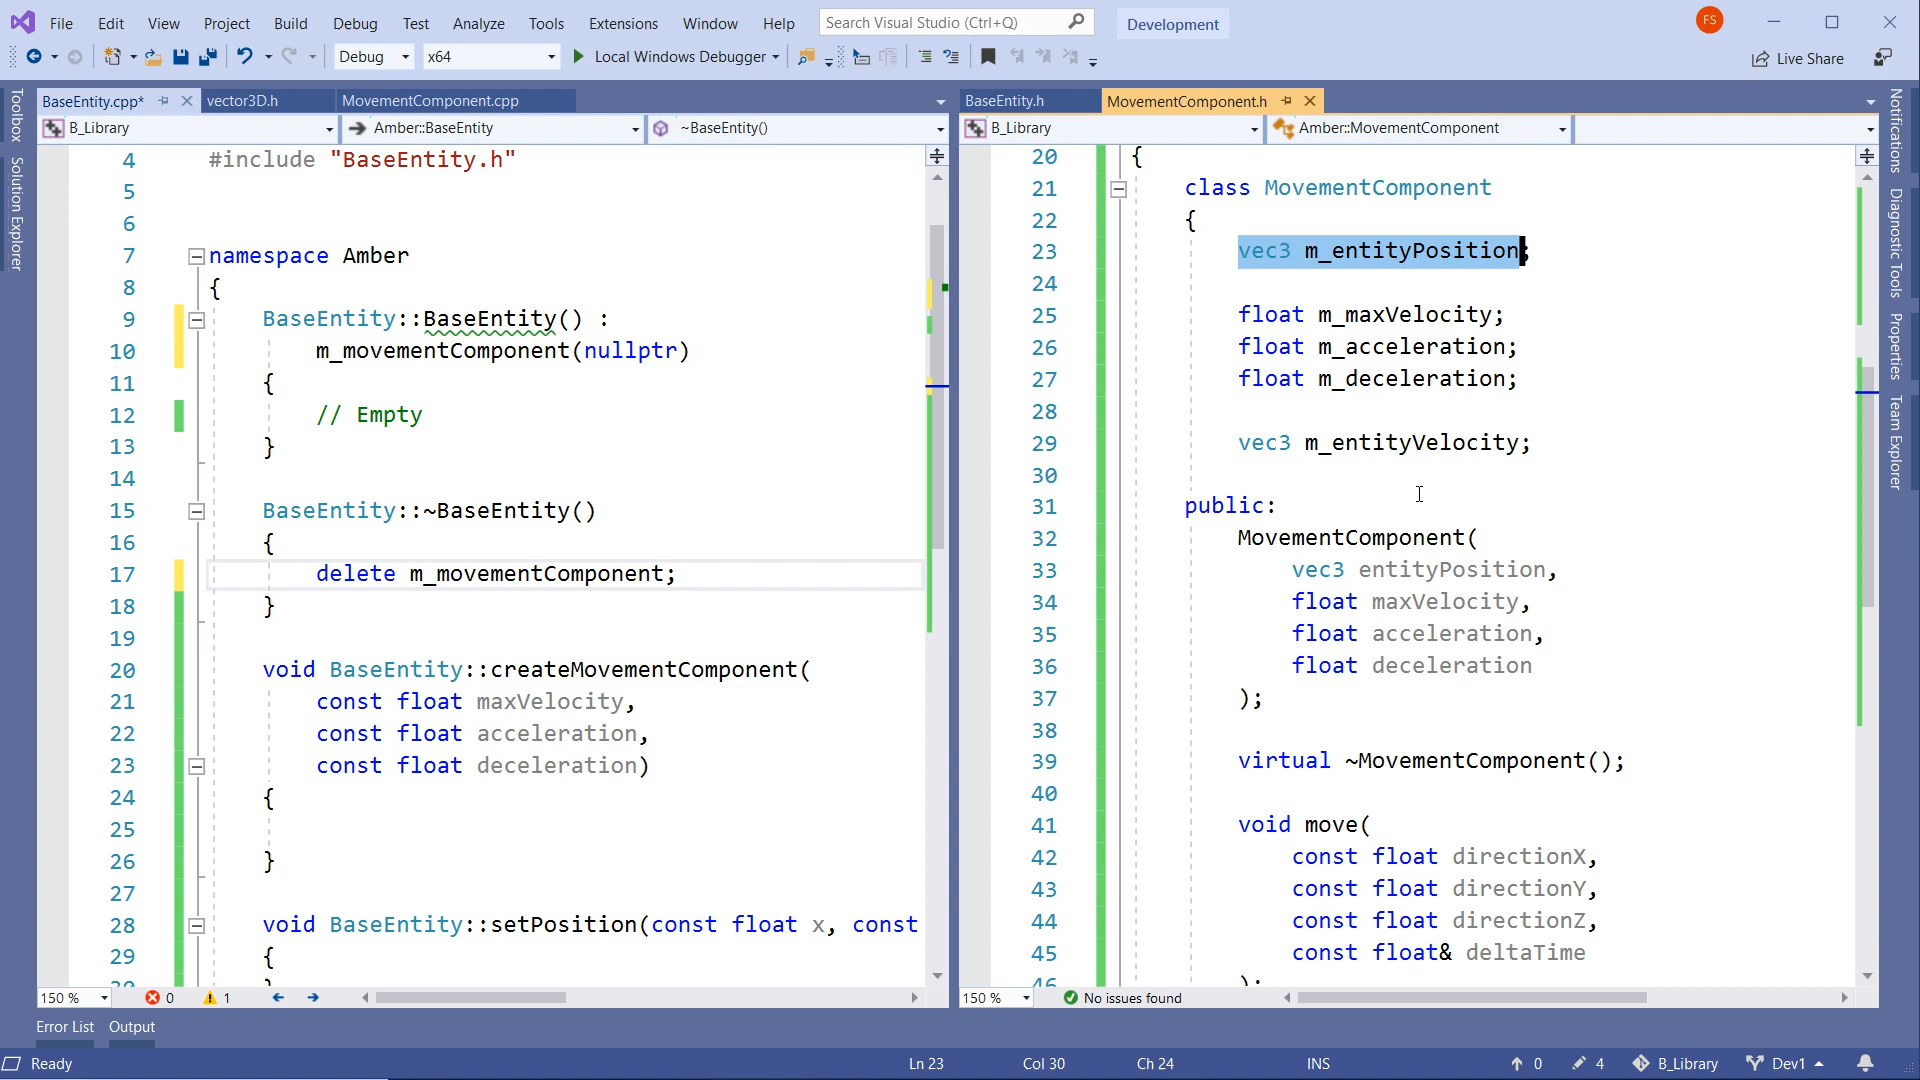 File Edit View Project Build Debug Test Analyze Tools Extensions Window Help Search Visual Studio (Ctrl+Q) Development FS
Debug x64 Local Windows Debugger Live Share
Toolbox
Solution Explorer
BaseEntity.cpp* vector3D.h MovementComponent.cpp
B_Library Amber::BaseEntity ~BaseEntity()
4 #include "BaseEntity.h"
5
6
7 namespace Amber
8 {
9 BaseEntity::BaseEntity() :
10 m_movementComponent(nullptr)
11 {
12 // Empty
13 }
14
15 BaseEntity::~BaseEntity()
16 {
17 delete m_movementComponent;
18 }
19
20 void BaseEntity::createMovementComponent(
21 const float maxVelocity,
22 const float acceleration,
23 const float deceleration)
24 {
25
26 }
27
28 void BaseEntity::setPosition(const float x, const
29 {
30 }
150 % 0 1
BaseEntity.h MovementComponent.h
B_Library Amber::MovementComponent
20 {
21 class MovementComponent
22 {
23 vec3 m_entityPosition;
24
25 float m_maxVelocity;
26 float m_acceleration;
27 float m_deceleration;
28
29 vec3 m_entityVelocity;
30
31 public:
32 MovementComponent(
33 vec3 entityPosition,
34 float maxVelocity,
35 float acceleration,
36 float deceleration
37 );
38
39 virtual ~MovementComponent();
40
41 void move(
42 const float directionX,
43 const float directionY,
44 const float directionZ,
45 const float& deltaTime
46 );
150 % No issues found
Notifications
Diagnostic Tools
Properties
Team Explorer
Error List Output
Ready Ln 23 Col 30 Ch 24 INS 0 4 B_Library Dev1